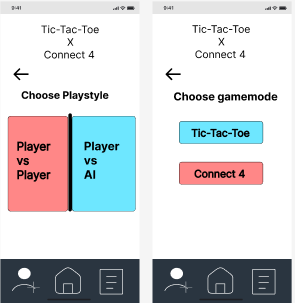 9:41
Tic-Tac-Toe
X
Connect 4
Choose Playstyle
Player
vs
Player
Player
vs
AI
9:41
Tic-Tac-Toe
X
Connect 4
Choose gamemode
Tic-Tac-Toe
Connect 4